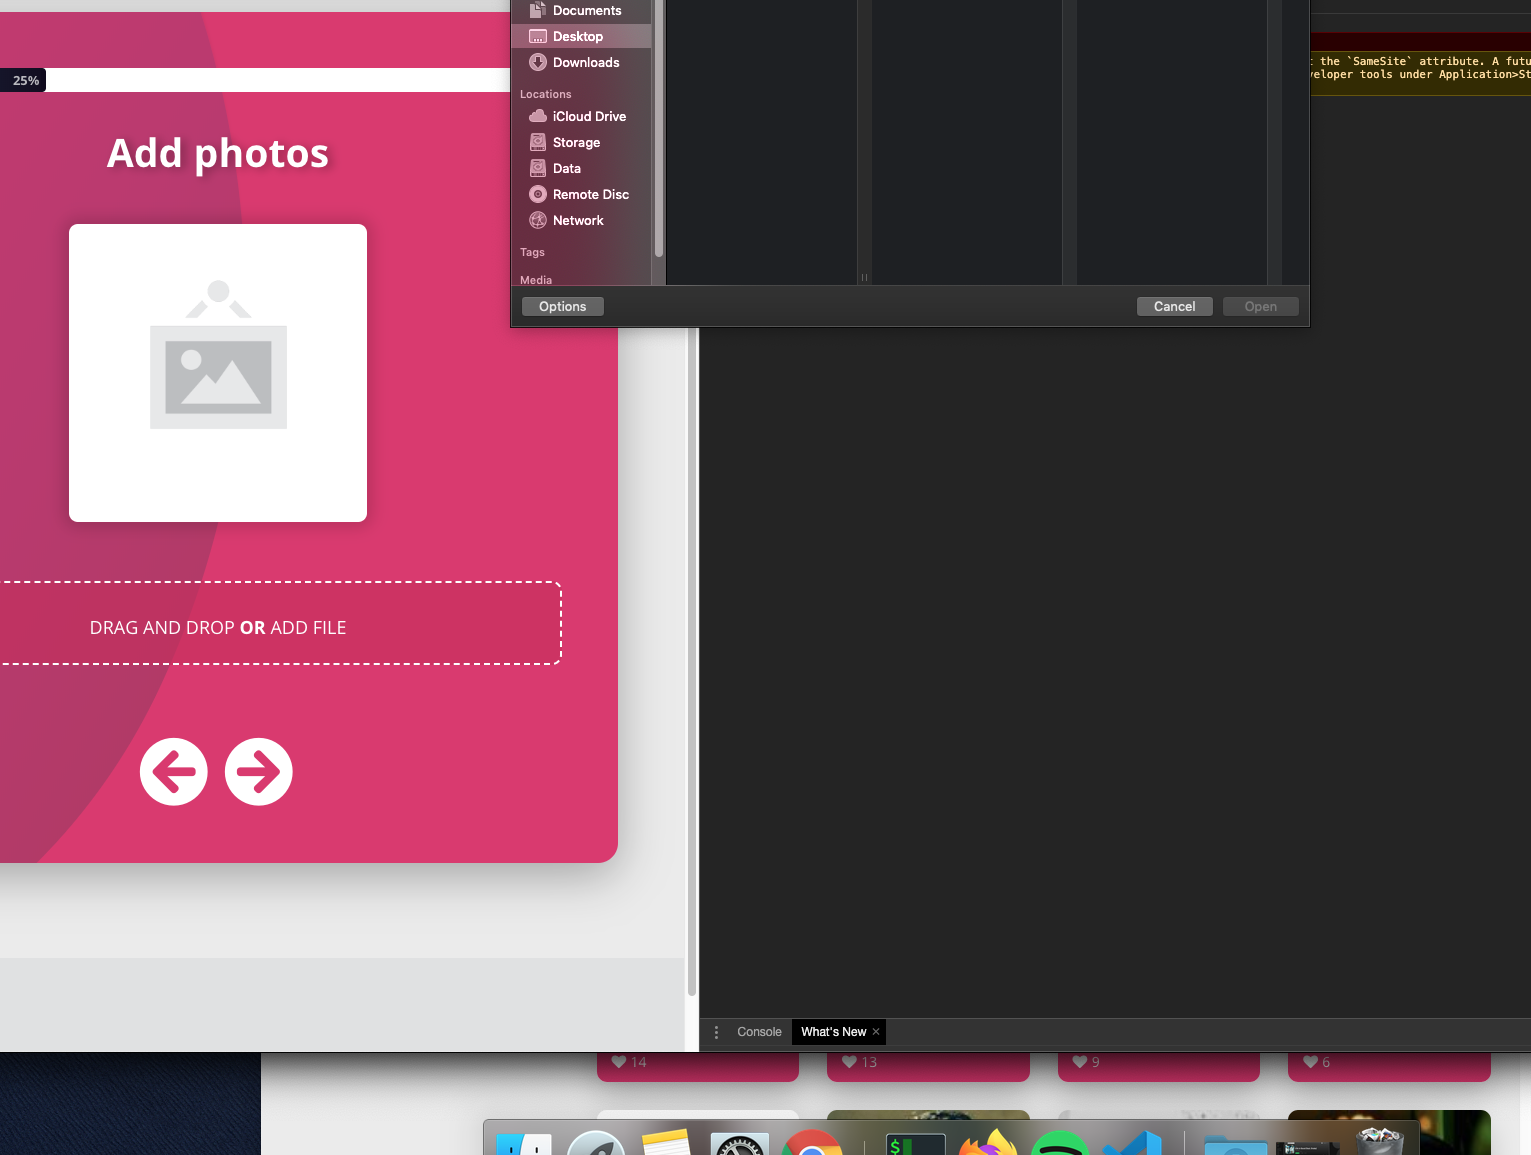 25%
Add photos
DRAG AND DROP OR ADD FILE
Documents
Desktop
Downloads
Locations
iCloud Drive
Storage
Data
Remote Disc
Network
Tags
Media
Options
Cancel
Open
the `SameSite` attribute. A futu
eloper tools under Application>St
Console
What's New
14
13
9
6
$